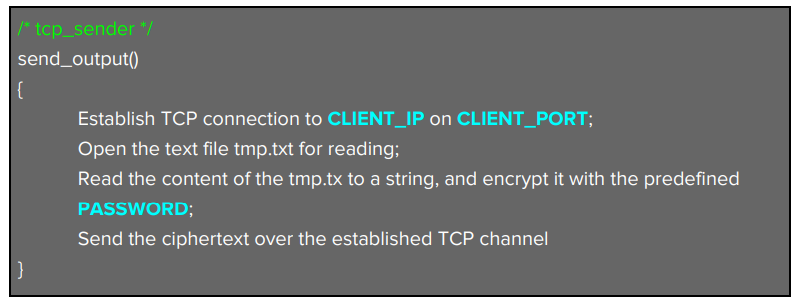 /* tcp_sender */
send_output()
{
Establish TCP connection to CLIENT_IP on CLIENT_PORT;
Open the text file tmp.txt for reading;
Read the content of the tmp.tx to a string, and encrypt it with the predefined
PASSWORD;
Send the ciphertext over the established TCP channel
}